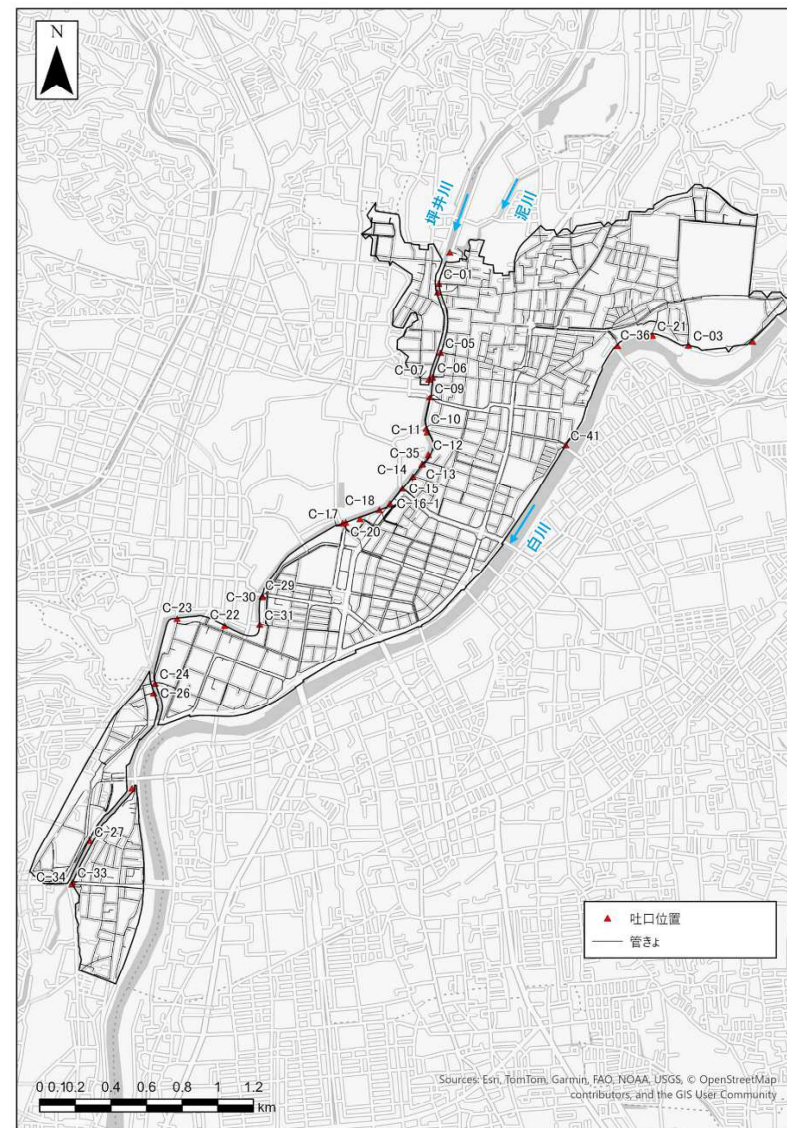 N
坪井川
泥川
C-01
C-36
C-21
C-03
C-05
C-07
C-06
C-09
C-10
C-11
C-12
C-41
C-35
C-13
C-14
C-15
C-18
C-16-1
C-17
C-20
白川
C-29
C-30
C-23
C-22
C-31
C-24
C-26
C-27
C-34
C-33
吐口位置
管きょ
Sources: Esri, TomTom, Garmin, FAO, NOAA, USGS, © OpenStreetMap
contributors, and the GIS User Community
0 0.10.2 0.4 0.6 0.8 1 1.2
km